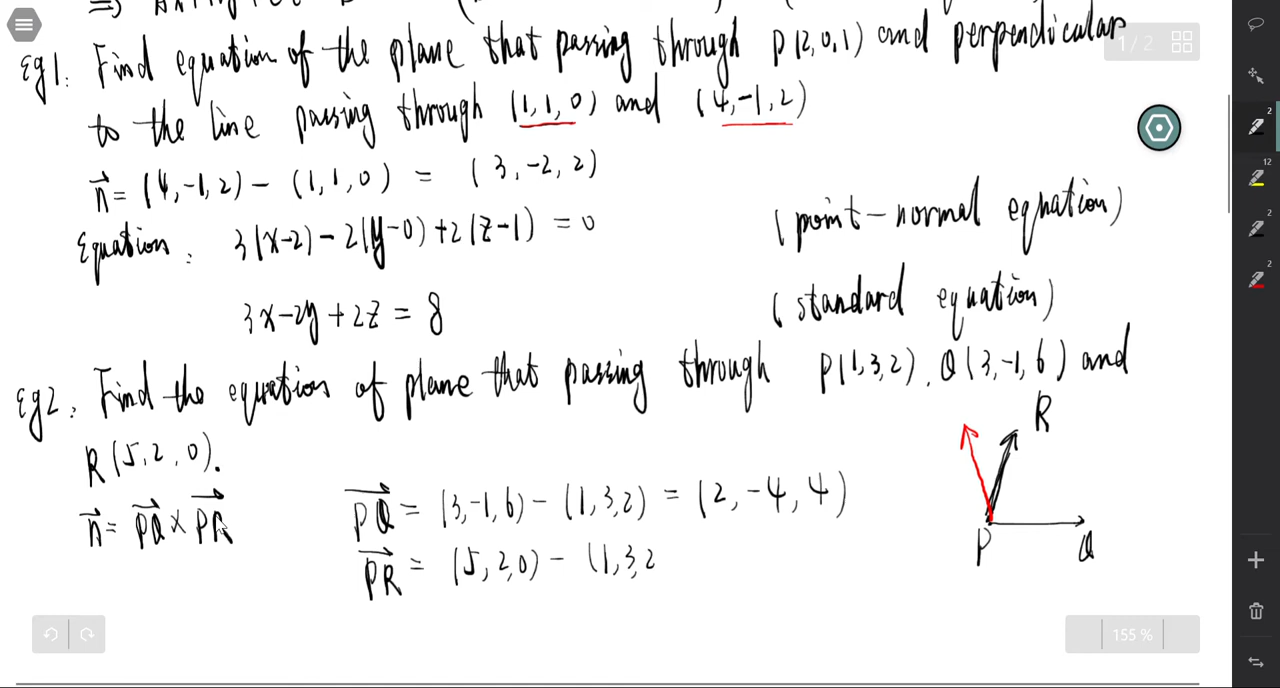 Eg1. Find equation of the plane that passing through P(2,0,1) and perpendicular
to the line passing through (1,1,0) and (4,-1,2)
n⃗ = (4,-1,2) - (1,1,0) = (3,-2,2)
Equation: 3(x-2)-2(y-0)+2(z-1) = 0 (point-normal equation)
3x-2y+2z = 8 (standard equation)
Eg2. Find the equation of plane that passing through P(1,3,2), Q(3,-1,6) and
R(5,2,0).
n⃗ = PQ⃗ × PR⃗
PQ⃗ = (3,-1,6) - (1,3,2) = (2,-4,4)
PR⃗ = (5,2,0) - (1,3,2
R
P
Q
1/2
2
12
2
2
155 %